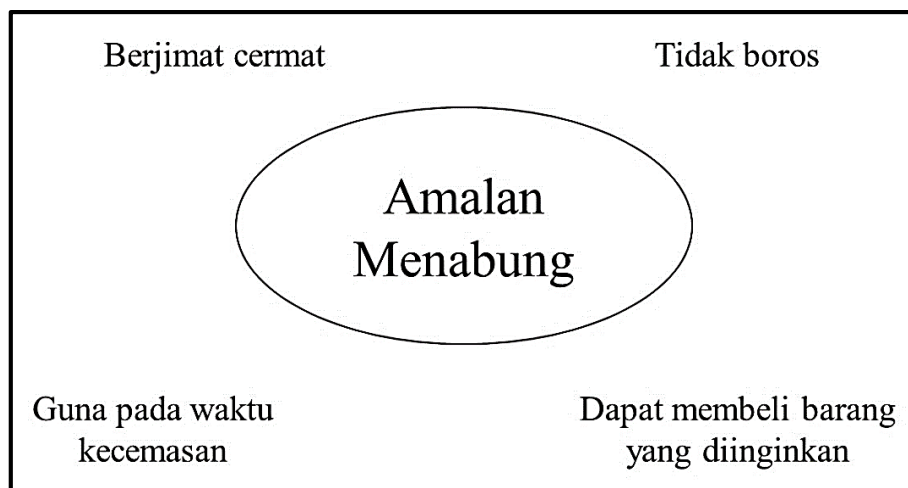 Berjimat cermat
Tidak boros
Amalan
Menabung
Guna pada waktu
kecemasan
Dapat membeli barang
yang diinginkan